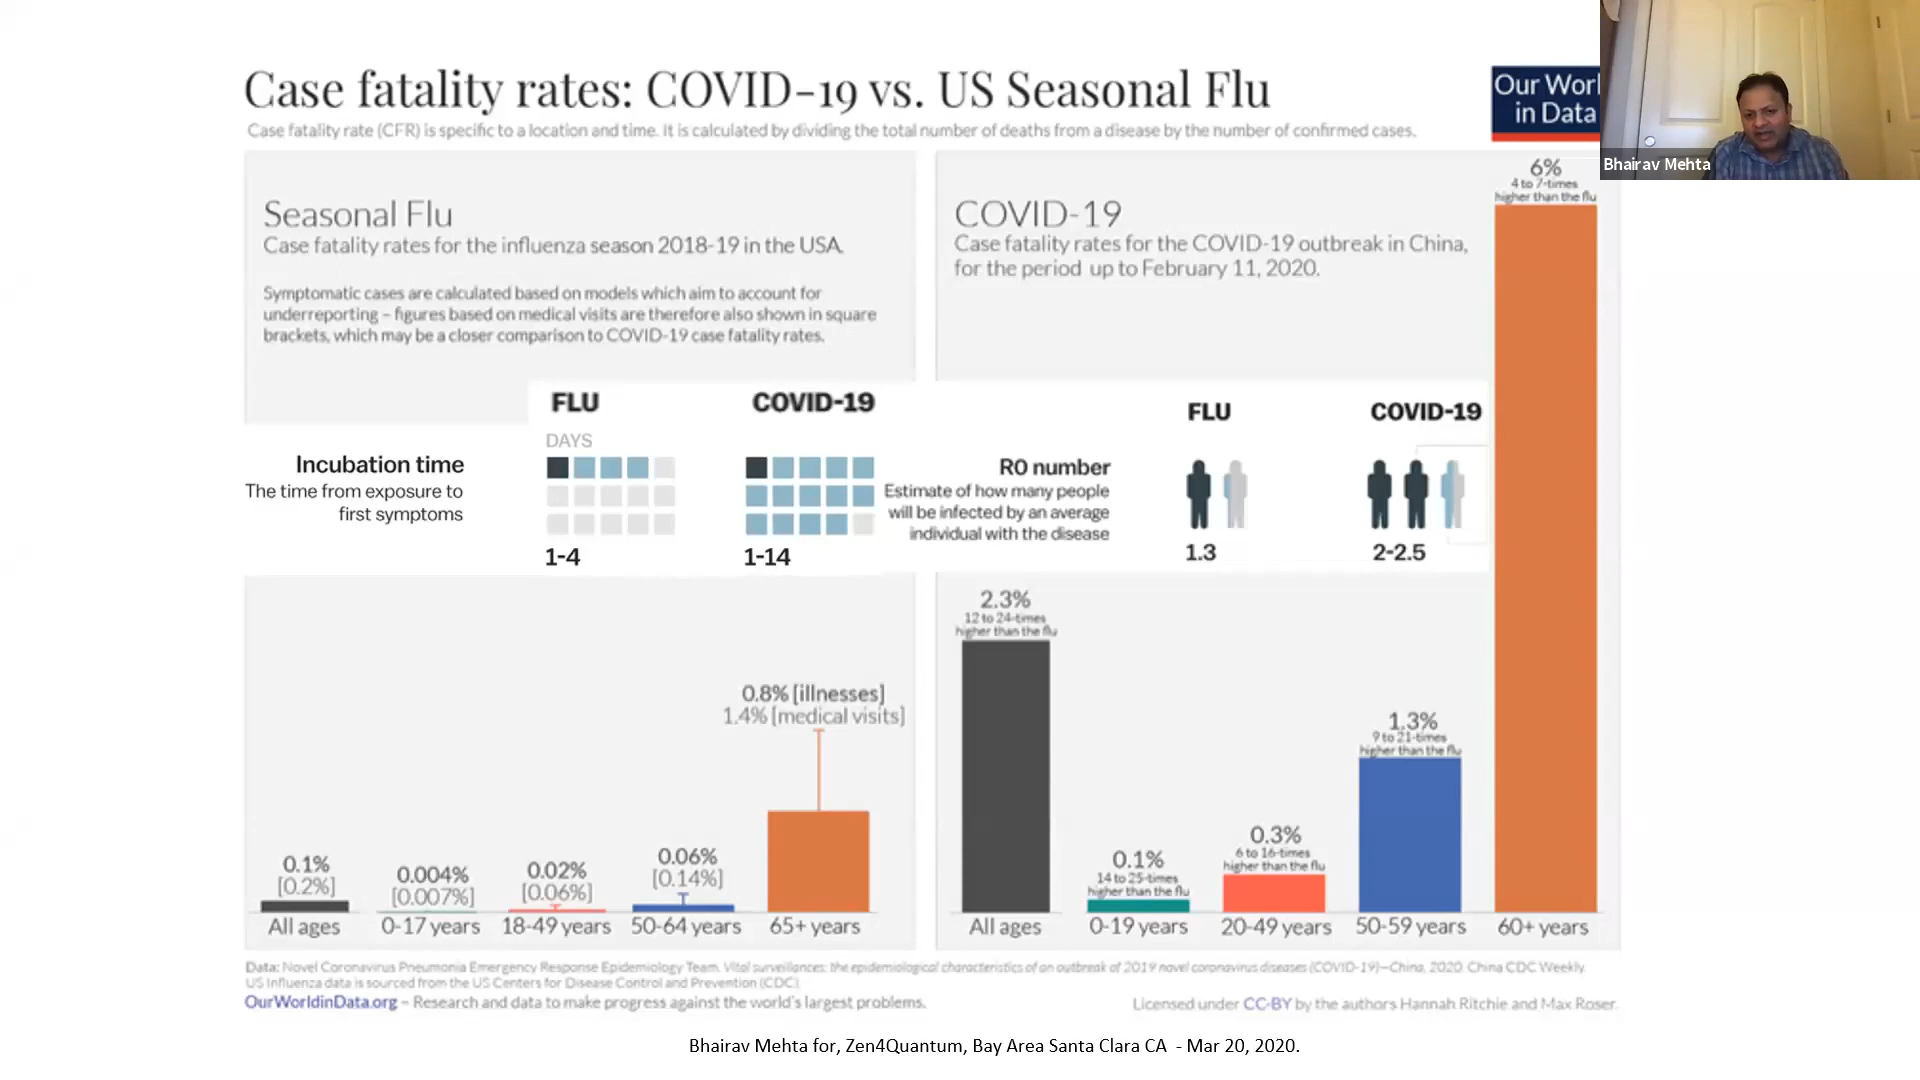 Case fatality rates: COVID-19 vs. US Seasonal Flu
Case fatality rate (CFR) is specific to a location and time. It is calculated by dividing the total number of deaths from a disease by the number of confirmed cases.
Our Worl
in Data
Bhairav Mehta
Seasonal Flu
Case fatality rates for the influenza season 2018-19 in the USA.
Symptomatic cases are calculated based on models which aim to account for
underreporting – figures based on medical visits are therefore also shown in square
brackets, which may be a closer comparison to COVID-19 case fatality rates.
COVID-19
Case fatality rates for the COVID-19 outbreak in China,
for the period up to February 11, 2020.
6%
4 to 7-times
higher than the flu
FLU
COVID-19
DAYS
Incubation time
The time from exposure to
first symptoms
1-4
1-14
FLU
COVID-19
R0 number
Estimate of how many people
will be infected by an average
individual with the disease
1.3
2-2.5
0.1%
[0.2%]
0.004%
[0.007%]
0.02%
[0.06%]
0.06%
[0.14%]
0.8% [illnesses]
1.4% [medical visits]
All ages
0-17 years
18-49 years
50-64 years
65+ years
2.3%
12 to 24-times
higher than the flu
0.1%
14 to 25-times
higher than the flu
0.3%
6 to 16-times
higher than the flu
1.3%
9 to 21-times
higher than the flu
All ages
0-19 years
20-49 years
50-59 years
60+ years
Data: Novel Coronavirus Pneumonia Emergency Response Epidemiology Team. Vital surveillances: the epidemiological characteristics of an outbreak of 2019 novel coronavirus diseases (COVID-19)—China, 2020. China CDC Weekly.
US Influenza data is sourced from the US Centers for Disease Control and Prevention (CDC).
OurWorldinData.org – Research and data to make progress against the world's largest problems.
Licensed under CC-BY by the authors Hannah Ritchie and Max Roser.
Bhairav Mehta for, Zen4Quantum, Bay Area Santa Clara CA - Mar 20, 2020.